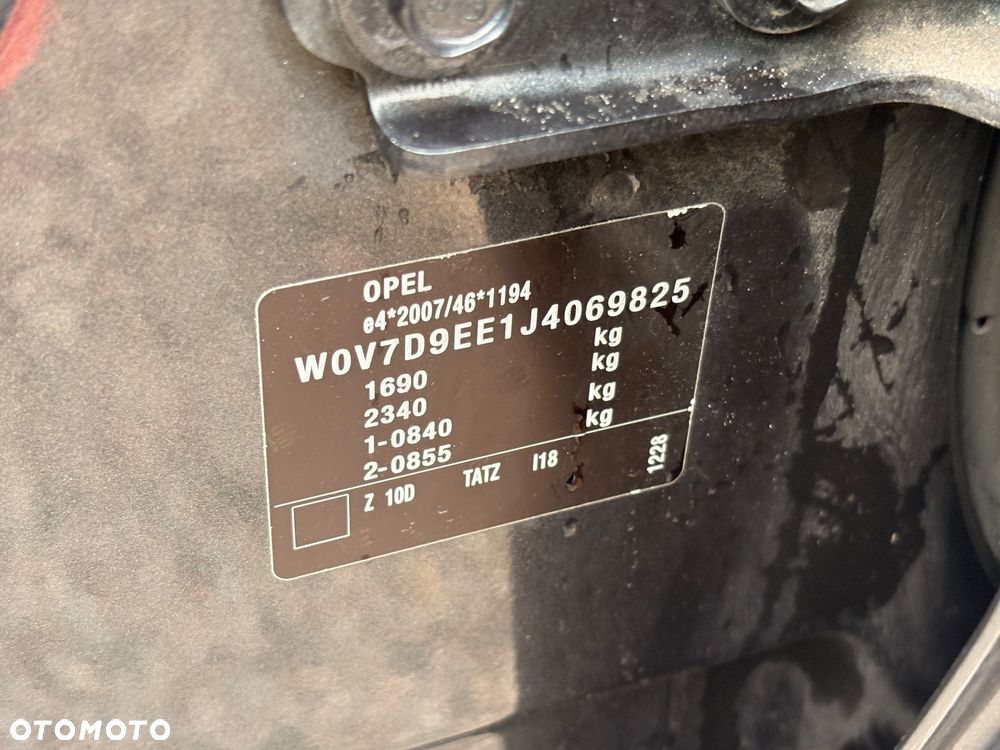 OPEL
e4*2007/46*1194
W0V7D9EE1J4069825
1690 kg
2340 kg
1-0840 kg
2-0855 kg
Z 10D TATZ I18 1228
OTOMOTO